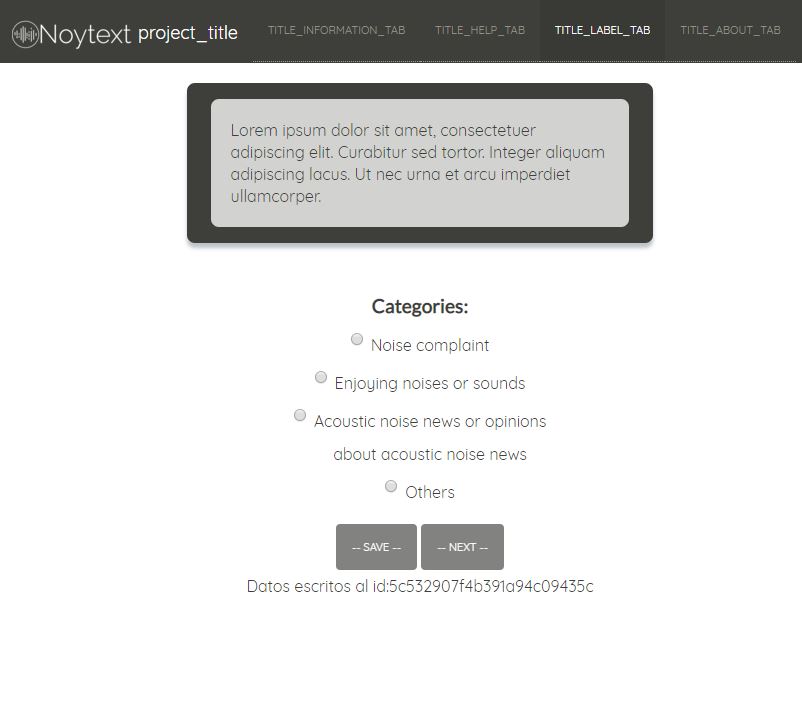 Noytext project_title
TITLE_INFORMATION_TAB
TITLE_HELP_TAB
TITLE_LABEL_TAB
TITLE_ABOUT_TAB
Lorem ipsum dolor sit amet, consectetuer
adipiscing elit. Curabitur sed tortor. Integer aliquam
adipiscing lacus. Ut nec urna et arcu imperdiet
ullamcorper.
Categories:
Noise complaint
Enjoying noises or sounds
Acoustic noise news or opinions
about acoustic noise news
Others
-- SAVE --
-- NEXT --
Datos escritos al id:5c532907f4b391a94c09435c